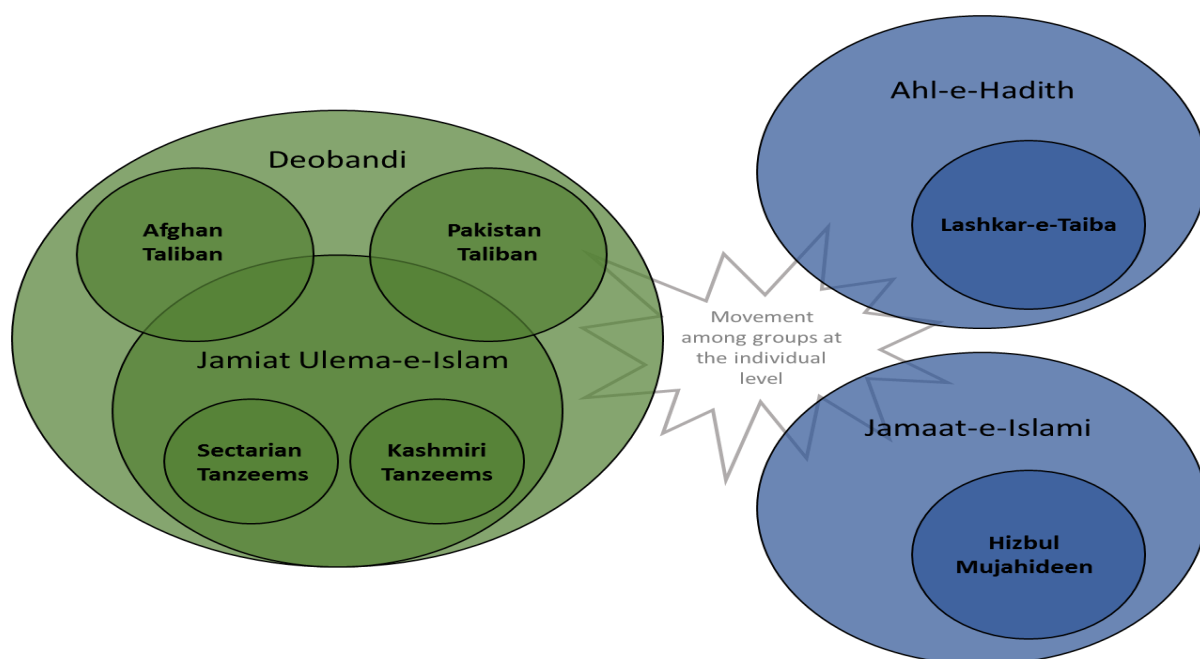 Deobandi
Afghan
Taliban
Pakistan
Taliban
Jamiat Ulema-e-Islam
Sectarian
Tanzeems
Kashmiri
Tanzeems
Movement
among groups at
the individual
level
Ahl-e-Hadith
Lashkar-e-Taiba
Jamaat-e-Islami
Hizbul
Mujahideen